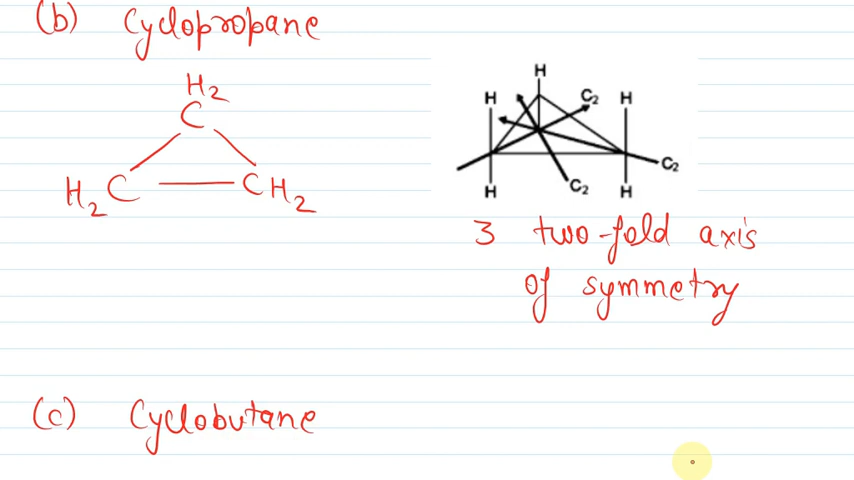 (b) Cyclopropane
H2
C
H2C CH2
H
H C2 H
C2
H C2 H
3 two-fold axis
of symmetry
(c) Cyclobutane